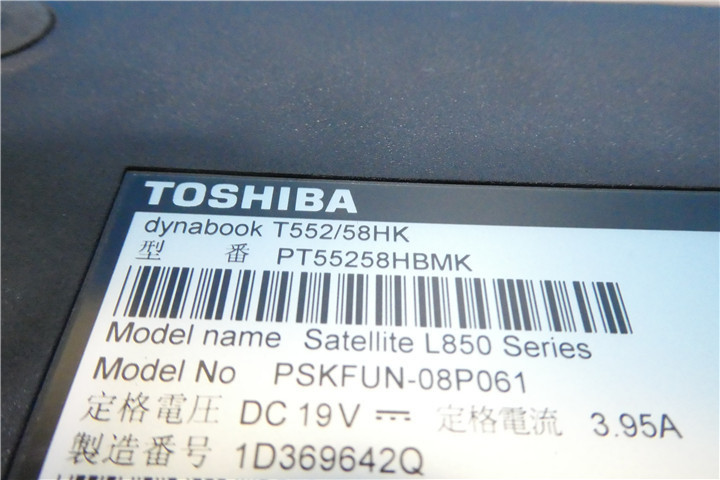 TOSHIBA
dynabook T552/58HK
型 番 PT55258HBMK
Model name Satellite L850 Series
Model No PSKFUN-08P061
定格電圧 DC 19V ⎓ 定格電流 3.95A
製造番号 1D369642Q